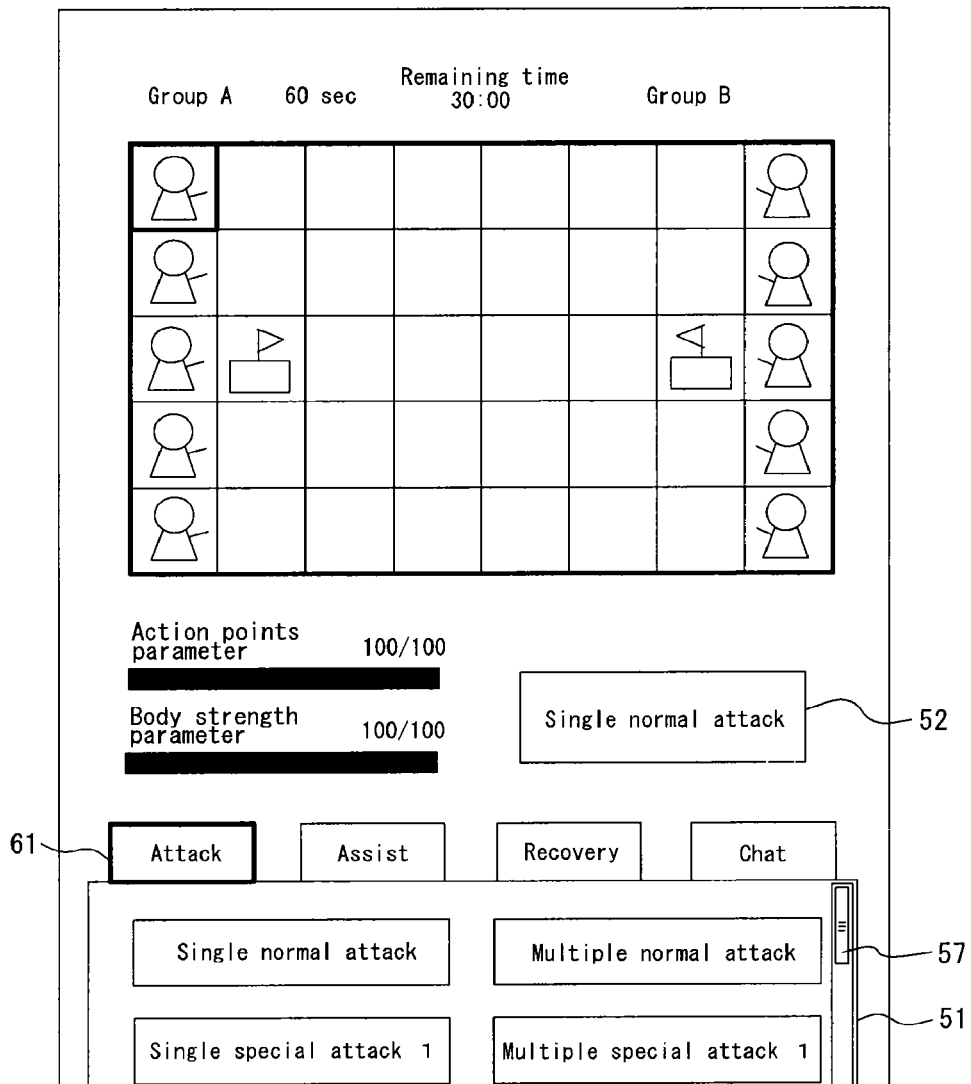 Group A 60 sec Remaining time Group B
30:00
Action points
parameter 100/100
Body strength
parameter 100/100
Single normal attack 52
61 Attack Assist Recovery Chat
Single normal attack Multiple normal attack
57
51
Single special attack 1 Multiple special attack 1